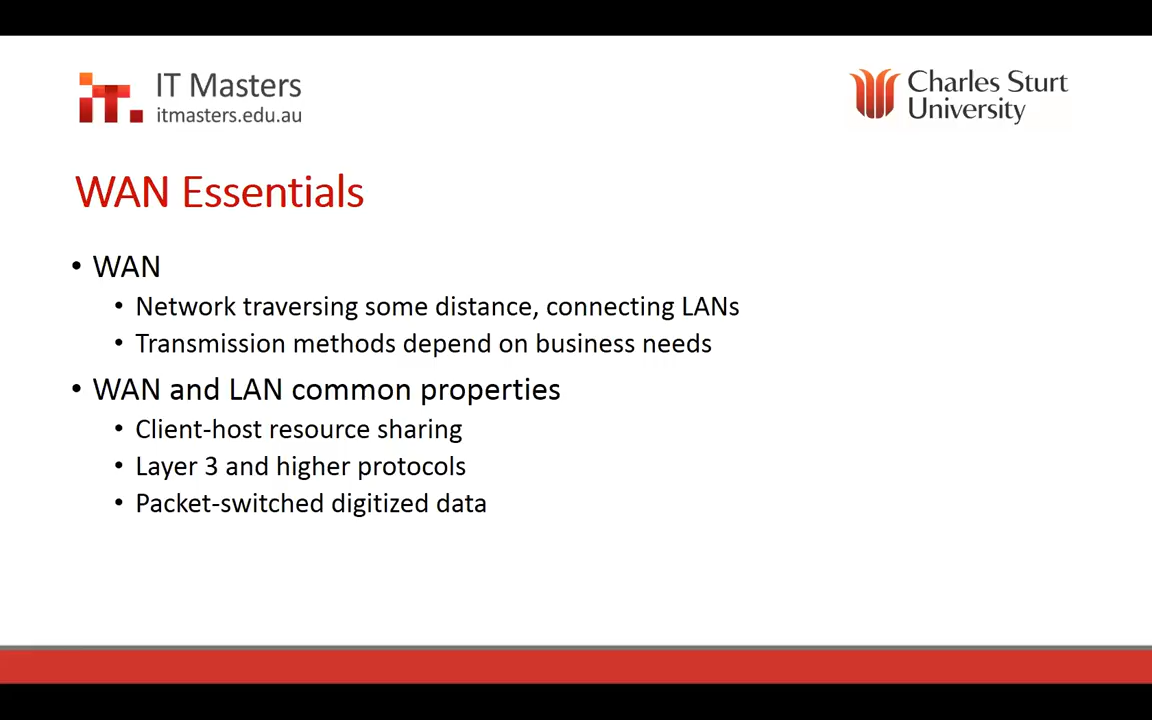 IT Masters
itmasters.edu.au
Charles Sturt
University
WAN Essentials
• WAN
• Network traversing some distance, connecting LANs
• Transmission methods depend on business needs
• WAN and LAN common properties
• Client-host resource sharing
• Layer 3 and higher protocols
• Packet-switched digitized data